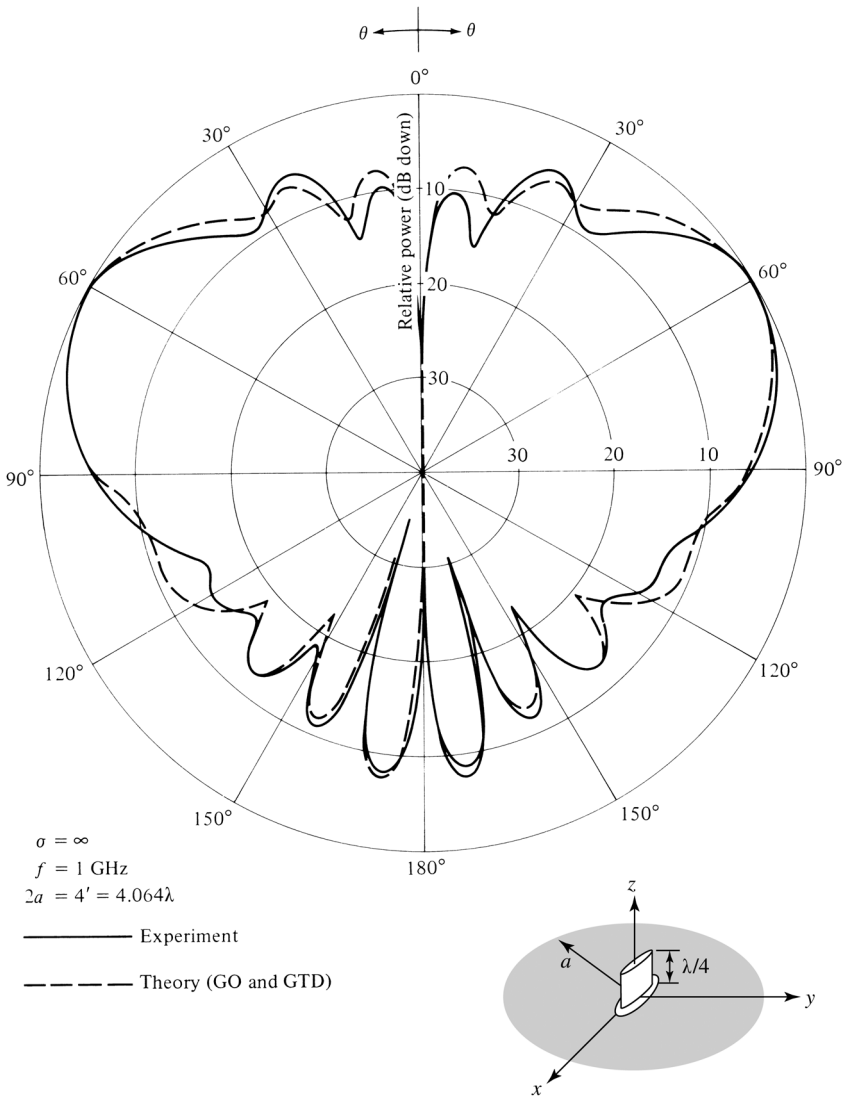 θ θ
0°
30° 30°
Relative power (dB down)
10
60° 60°
20
30
30 20 10
90° 90°
120° 120°
150° 150°
180°
σ = ∞
f = 1 GHz
2a = 4′ = 4.064λ
Experiment
Theory (GO and GTD)
z
a
λ/4
y
x